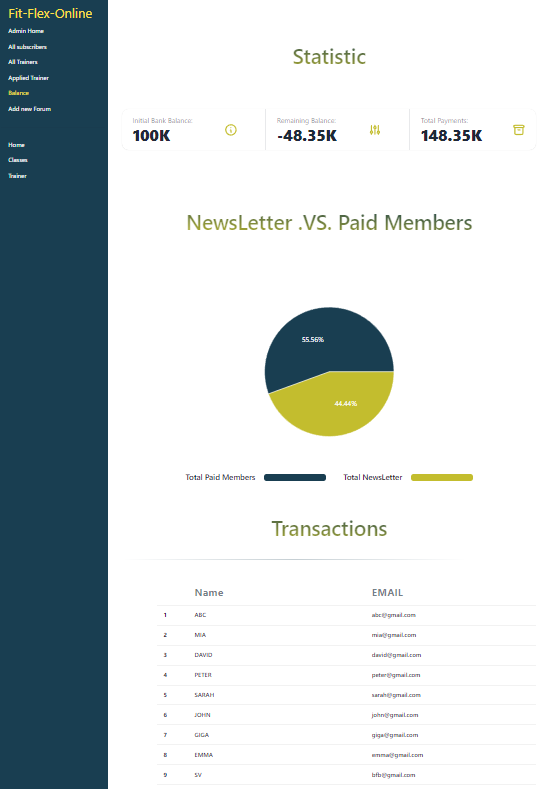 Fit-Flex-Online
Admin Home
All subscribers
All Trainers
Applied Trainer
Balance
Add new Forum
Home
Classes
Trainer
Statistic
Initial Bank Balance:
100K
Remaining Balance:
-48.35K
Total Payments:
148.35K
NewsLetter .VS. Paid Members
55.56%
44.44%
Total Paid Members
Total NewsLetter
Transactions
Name EMAIL
1 ABC abc@gmail.com
2 MIA mia@gmail.com
3 DAVID david@gmail.com
4 PETER peter@gmail.com
5 SARAH sarah@gmail.com
6 JOHN john@gmail.com
7 GIGA giga@gmail.com
8 EMMA emma@gmail.com
9 SV bfb@gmail.com